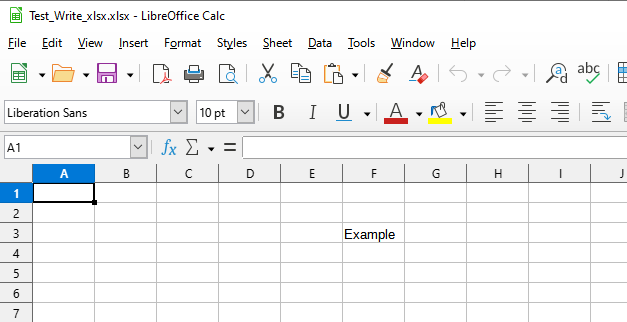 Test_Write_xlsx.xlsx - LibreOffice Calc
File Edit View Insert Format Styles Sheet Data Tools Window Help
abc
Liberation Sans 10 pt B I U A
A1 fx Σ =
A B C D E F G H I J
1
2
3 Example
4
5
6
7